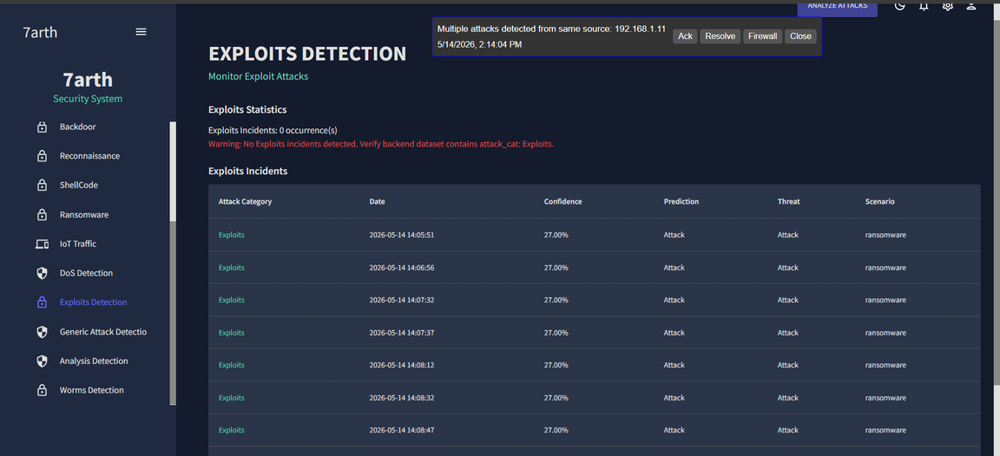 ANALYZE ATTACKS
7arth
Multiple attacks detected from same source: 192.168.1.11
5/14/2026, 2:14:04 PM
Ack Resolve Firewall Close
7arth
Security System
Backdoor
Reconnaissance
ShellCode
Ransomware
IoT Traffic
DoS Detection
Exploits Detection
Generic Attack Detectio
Analysis Detection
Worms Detection
EXPLOITS DETECTION
Monitor Exploit Attacks
Exploits Statistics
Exploits Incidents: 0 occurrence(s)
Warning: No Exploits incidents detected. Verify backend dataset contains attack_cat: Exploits.
Exploits Incidents
Attack Category Date Confidence Prediction Threat Scenario
Exploits 2026-05-14 14:05:51 27.00% Attack Attack ransomware
Exploits 2026-05-14 14:06:56 27.00% Attack Attack ransomware
Exploits 2026-05-14 14:07:32 27.00% Attack Attack ransomware
Exploits 2026-05-14 14:07:37 27.00% Attack Attack ransomware
Exploits 2026-05-14 14:08:12 27.00% Attack Attack ransomware
Exploits 2026-05-14 14:08:32 27.00% Attack Attack ransomware
Exploits 2026-05-14 14:08:47 27.00% Attack Attack ransomware